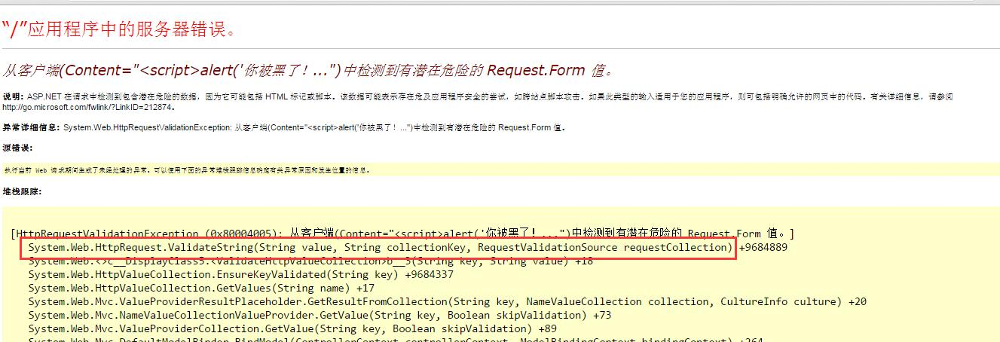 “/”应用程序中的服务器错误。
从客户端(Content="<script>alert('你被黑了！...")中检测到有潜在危险的 Request.Form 值。
说明: ASP.NET 在请求中检测到包含潜在危险的数据，因为它可能包括 HTML 标记或脚本。该数据可能表示存在危及应用程序安全的尝试，如跨站点脚本攻击。如果此类型的输入适用于您的应用程序，则可包括明确允许的网页中的代码。有关详细信息，请参阅
http://go.microsoft.com/fwlink/?LinkID=212874。
异常详细信息: System.Web.HttpRequestValidationException: 从客户端(Content="<script>alert('你被黑了！...")中检测到有潜在危险的 Request.Form 值。
源错误:
执行当前 Web 请求期间生成了未经处理的异常。可以使用下面的异常堆栈跟踪信息确定有关异常原因和发生位置的信息。
堆栈跟踪:
[HttpRequestValidationException (0x80004005): 从客户端(Content="<script>alert('你被黑了！...")中检测到有潜在危险的 Request.Form 值。]
System.Web.HttpRequest.ValidateString(String value, String collectionKey, RequestValidationSource requestCollection) +9684889
System.Web.<>c__DisplayClass5.<ValidateHttpValueCollection>b__3(String key, String value) +18
System.Web.HttpValueCollection.EnsureKeyValidated(String key) +9684337
System.Web.HttpValueCollection.GetValues(String name) +17
System.Web.Mvc.ValueProviderResultPlaceholder.GetResultFromCollection(String key, NameValueCollection collection, CultureInfo culture) +20
System.Web.Mvc.NameValueCollectionValueProvider.GetValue(String key, Boolean skipValidation) +73
System.Web.Mvc.ValueProviderCollection.GetValue(String key, Boolean skipValidation) +89
System.Web.Mvc.DefaultModelBinder.BindModel(ControllerContext controllerContext, ModelBindingContext bindingContext) +264